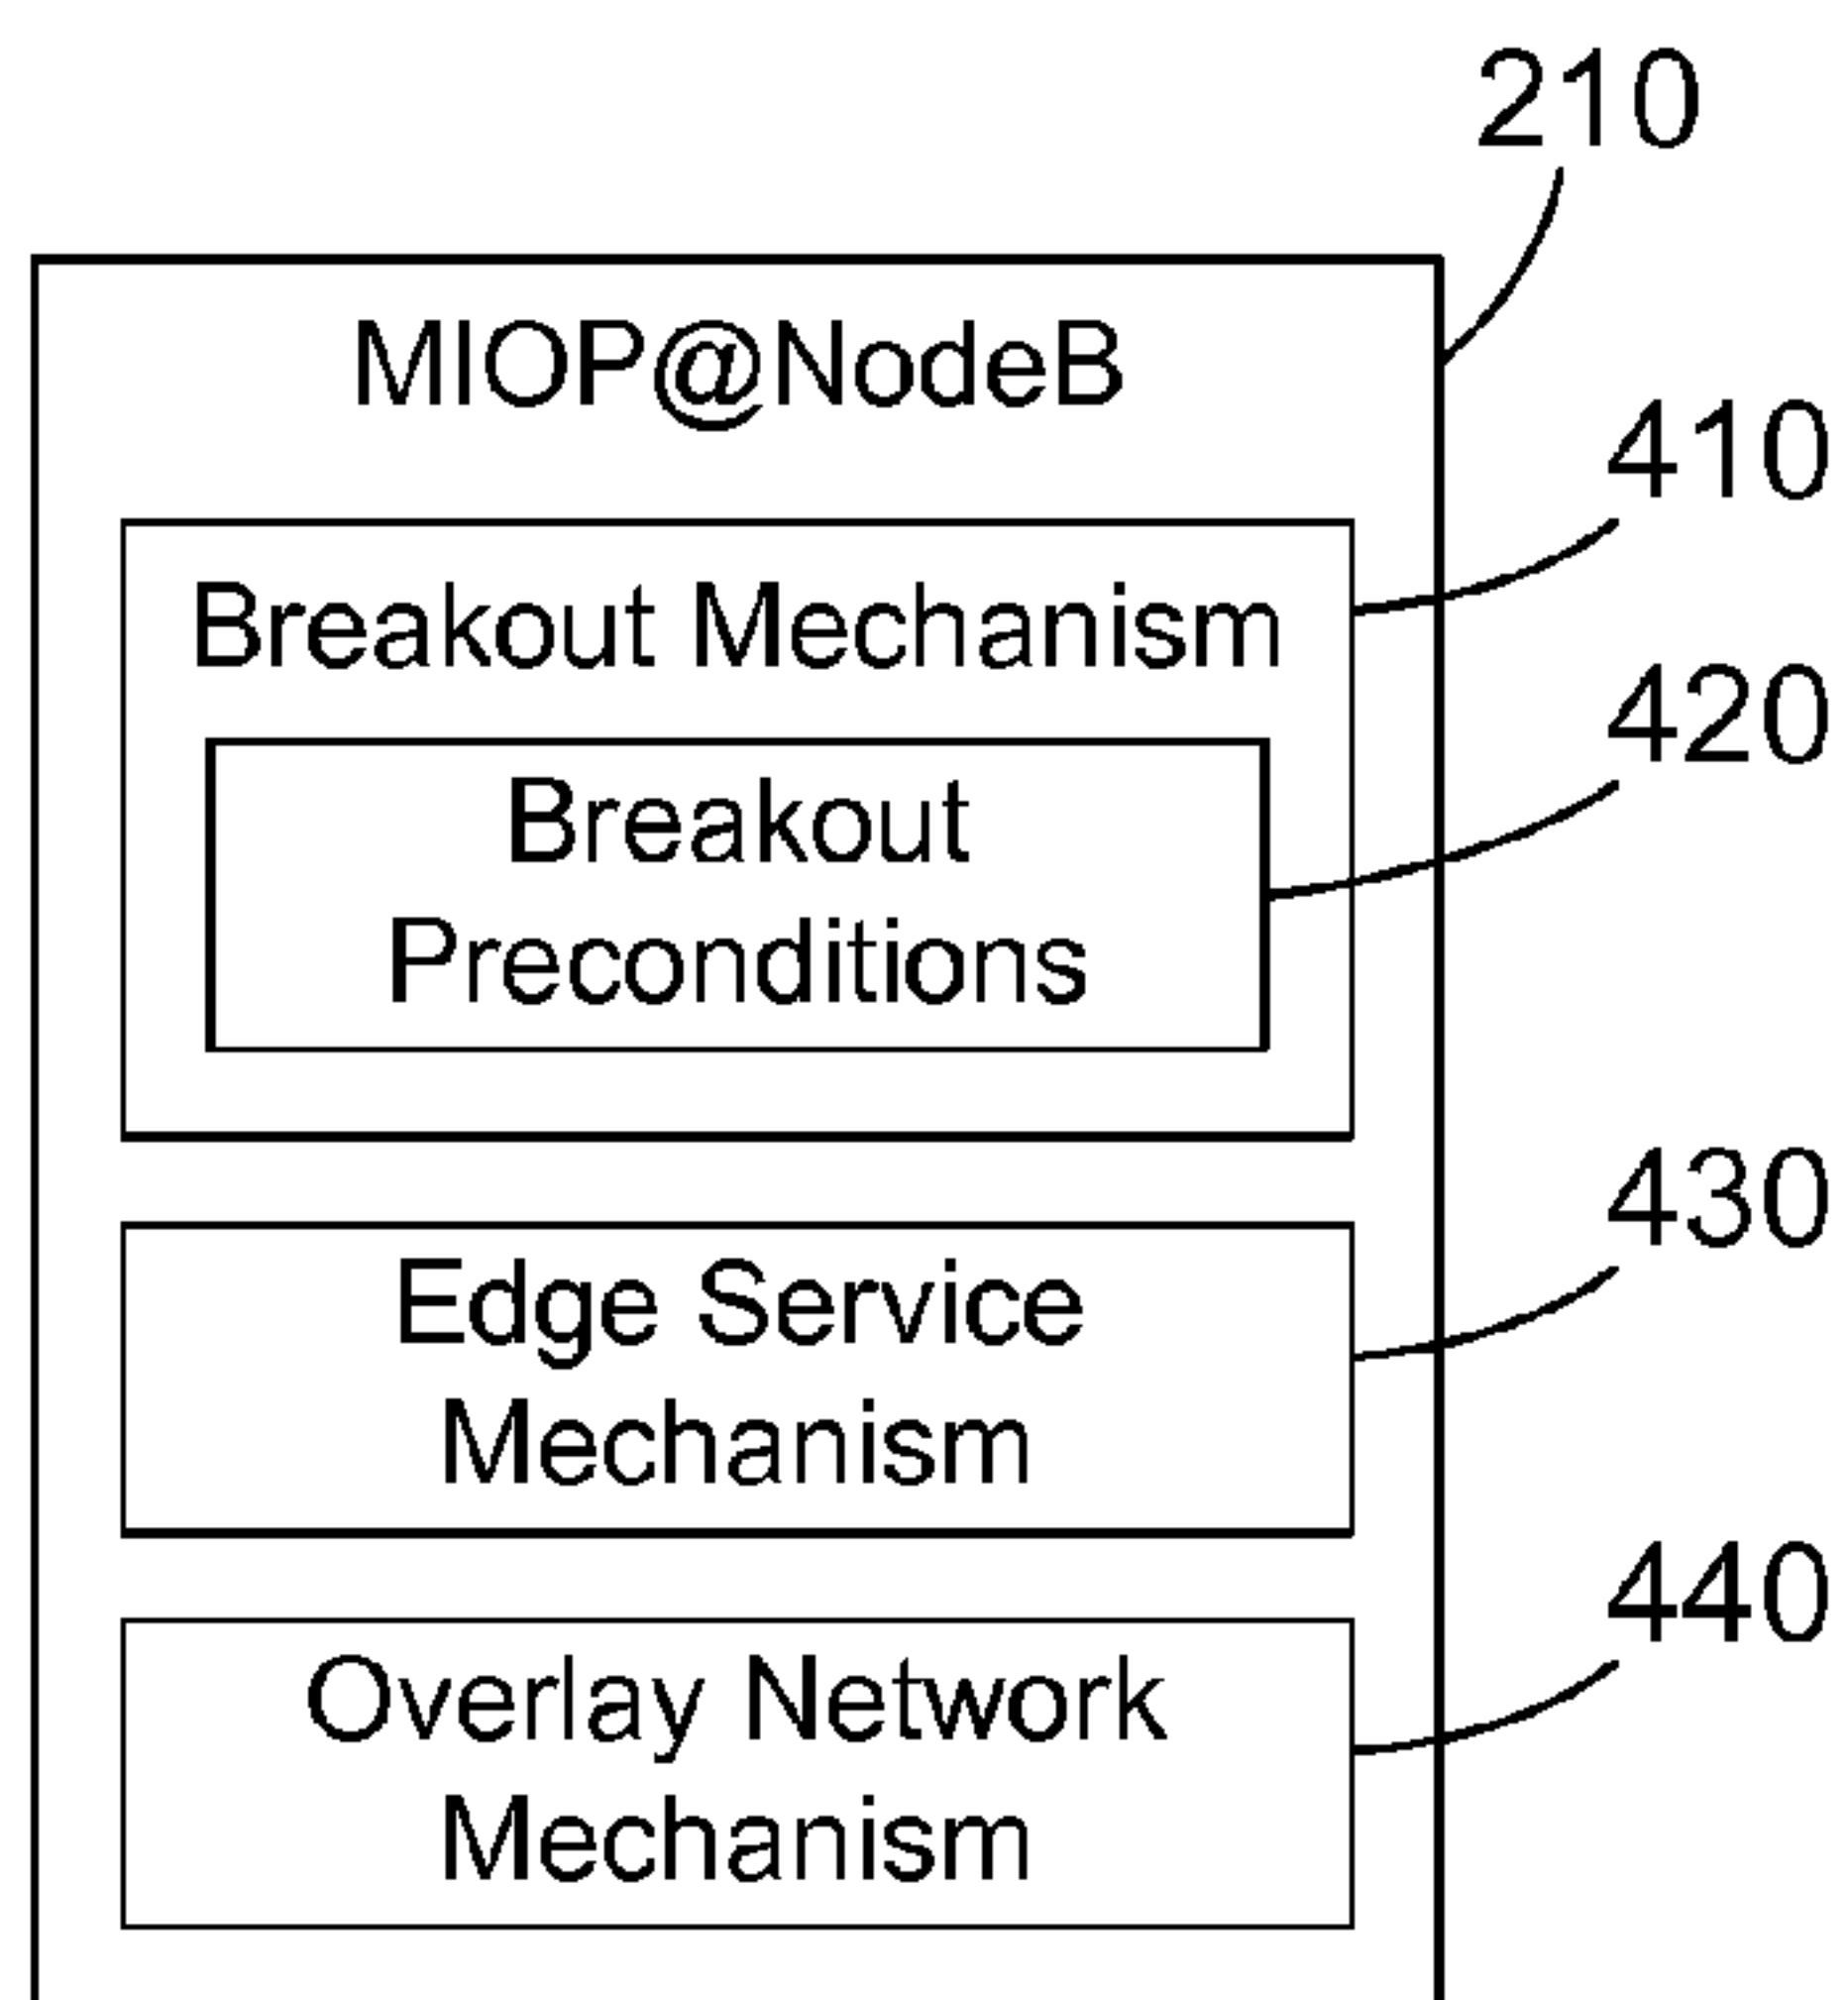 210
MIOP@NodeB
410
Breakout Mechanism
420
Breakout
Preconditions
430
Edge Service
Mechanism
440
Overlay Network
Mechanism